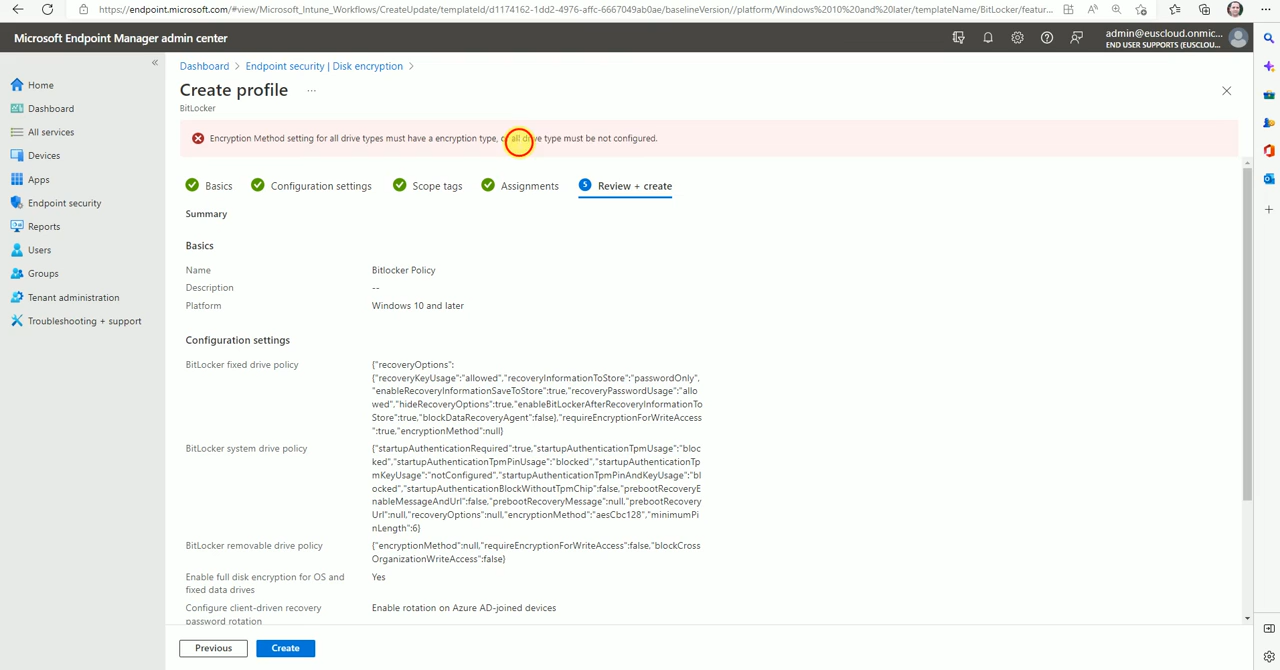 https://endpoint.microsoft.com/#view/Microsoft_Intune_Workflows/CreateUpdate/templateId/d1174162-1dd2-4976-affc-6667049ab0ae/baselineVersion//platform/Windows%2010%20and%20later/templateName/BitLocker/featur...
Microsoft Endpoint Manager admin center
admin@euscloud.onmic...
END USER SUPPORTS (EUSCLOU...
Home
Dashboard
All services
Devices
Apps
Endpoint security
Reports
Users
Groups
Tenant administration
Troubleshooting + support
Dashboard > Endpoint security | Disk encryption >
Create profile ...
BitLocker
Encryption Method setting for all drive types must have a encryption type, all drive type must be not configured.
Basics
Configuration settings
Scope tags
Assignments
5 Review + create
Summary
Basics
Name Bitlocker Policy
Description --
Platform Windows 10 and later
Configuration settings
BitLocker fixed drive policy {"recoveryOptions":
{"recoveryKeyUsage":"allowed","recoveryInformationToStore":"passwordOnly",
"enableRecoveryInformationSaveToStore":true,"recoveryPasswordUsage":"allo
wed","hideRecoveryOptions":true,"enableBitLockerAfterRecoveryInformationTo
Store":true,"blockDataRecoveryAgent":false},"requireEncryptionForWriteAccess
":true,"encryptionMethod":null}
BitLocker system drive policy {"startupAuthenticationRequired":true,"startupAuthenticationTpmUsage":"bloc
ked","startupAuthenticationTpmPinUsage":"blocked","startupAuthenticationTp
mKeyUsage":"notConfigured","startupAuthenticationTpmPinAndKeyUsage":"bl
ocked","startupAuthenticationBlockWithoutTpmChip":false,"prebootRecoveryE
nableMessageAndUrl":false,"prebootRecoveryMessage":null,"prebootRecovery
Url":null,"recoveryOptions":null,"encryptionMethod":"aesCbc128","minimumPi
nLength":6}
BitLocker removable drive policy {"encryptionMethod":null,"requireEncryptionForWriteAccess":false,"blockCross
OrganizationWriteAccess":false}
Enable full disk encryption for OS and Yes
fixed data drives
Configure client-driven recovery Enable rotation on Azure AD-joined devices
password rotation
Previous
Create